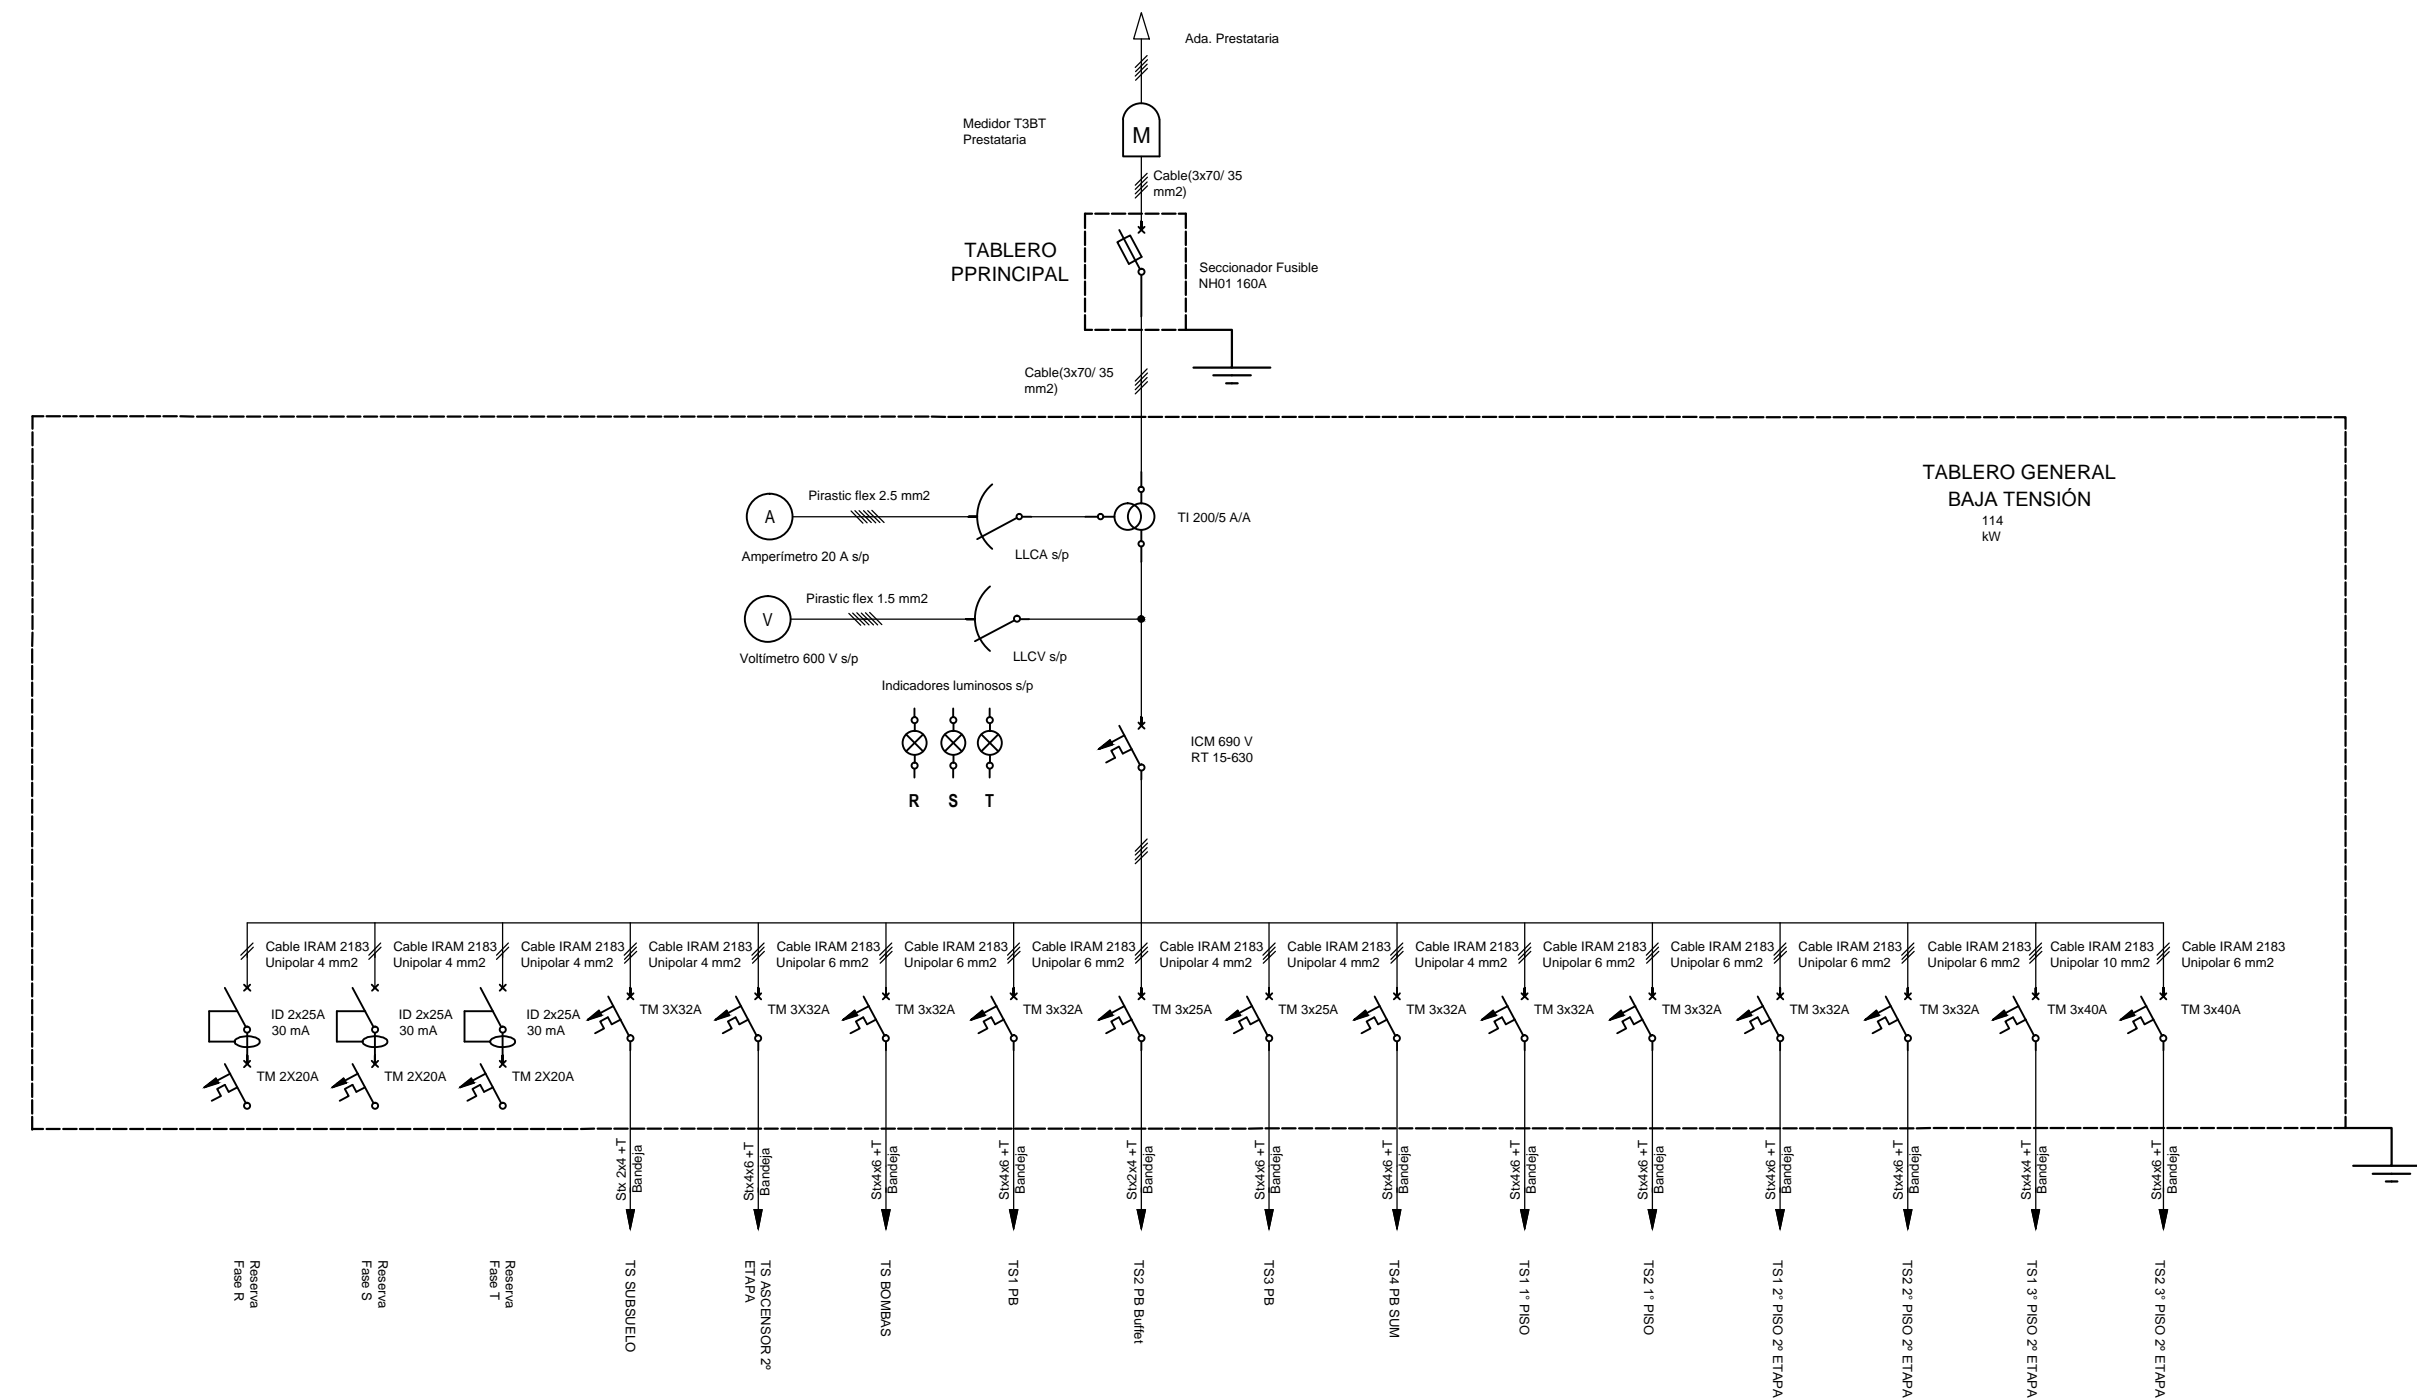 Ada. Prestataria
Medidor T3BT
Prestataria
M
Cable(3x70/ 35
mm2)
TABLERO
PPRINCIPAL
Seccionador Fusible
NH01 160A
Cable(3x70/ 35
mm2)
TABLERO GENERAL
BAJA TENSIÓN
114
kW
A
Pirastic flex 2.5 mm2
TI 200/5 A/A
Amperímetro 20 A s/p
LLCA s/p
V
Pirastic flex 1.5 mm2
Voltímetro 600 V s/p
LLCV s/p
Indicadores luminosos s/p
ICM 690 V
RT 15-630
R S T
Cable IRAM 2183
Unipolar 4 mm2
Cable IRAM 2183
Unipolar 4 mm2
Cable IRAM 2183
Unipolar 4 mm2
Cable IRAM 2183
Unipolar 4 mm2
Cable IRAM 2183
Unipolar 6 mm2
Cable IRAM 2183
Unipolar 6 mm2
Cable IRAM 2183
Unipolar 6 mm2
Cable IRAM 2183
Unipolar 4 mm2
Cable IRAM 2183
Unipolar 4 mm2
Cable IRAM 2183
Unipolar 4 mm2
Cable IRAM 2183
Unipolar 6 mm2
Cable IRAM 2183
Unipolar 6 mm2
Cable IRAM 2183
Unipolar 6 mm2
Cable IRAM 2183
Unipolar 6 mm2
Cable IRAM 2183
Unipolar 10 mm2
Cable IRAM 2183
Unipolar 6 mm2
ID 2x25A
30 mA
ID 2x25A
30 mA
ID 2x25A
30 mA
TM 3X32A
TM 3X32A
TM 3x32A
TM 3x32A
TM 3x25A
TM 3x25A
TM 3x32A
TM 3x32A
TM 3x32A
TM 3x32A
TM 3x32A
TM 3x40A
TM 3x40A
TM 2X20A
TM 2X20A
TM 2X20A
Stx 2x4 +T
Bandeja
Stx4x6 +T
Bandeja
Stx4x6 +T
Bandeja
Stx4x6 +T
Bandeja
Stx2x4 +T
Bandeja
Stx4x6 +T
Bandeja
Stx4x6 +T
Bandeja
Stx4x6 +T
Bandeja
Stx4x6 +T
Bandeja
Stx4x6 +T
Bandeja
Stx4x6 +T
Bandeja
Stx4x4 +T
Bandeja
Stx4x6 +T
Bandeja
Reserva
Fase R
Reserva
Fase S
Reserva
Fase T
TS SUBSUELO
TS ASCENSOR 2º
ETAPA
TS BOMBAS
TS1 PB
TS2 PB Buffet
TS3 PB
TS4 PB SUM
TS1 1° PISO
TS2 1° PISO
TS1 2° PISO 2º ETAPA
TS2 2° PISO 2º ETAPA
TS1 3° PISO 2º ETAPA
TS2 3° PISO 2º ETAPA